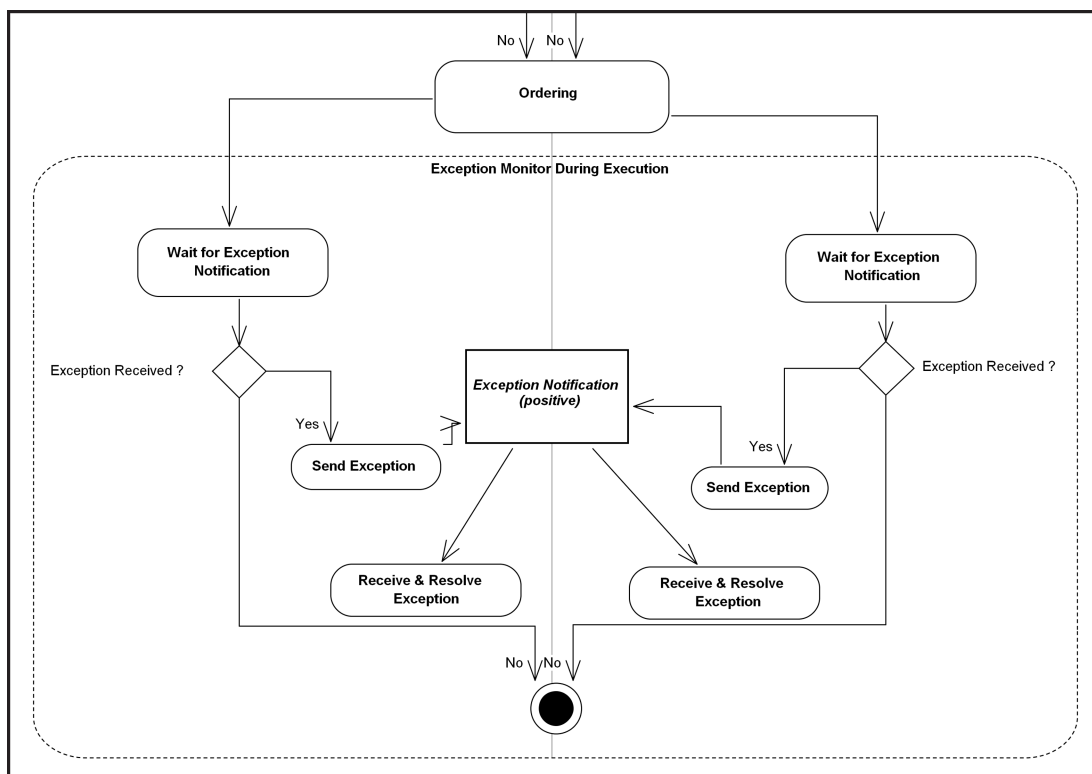 No
No
Ordering
Exception Monitor During Execution
Wait for Exception
Notification
Wait for Exception
Notification
Exception Received ?
Exception Received ?
Exception Notification
(positive)
Yes
Yes
Send Exception
Send Exception
Receive & Resolve
Exception
Receive & Resolve
Exception
No
No